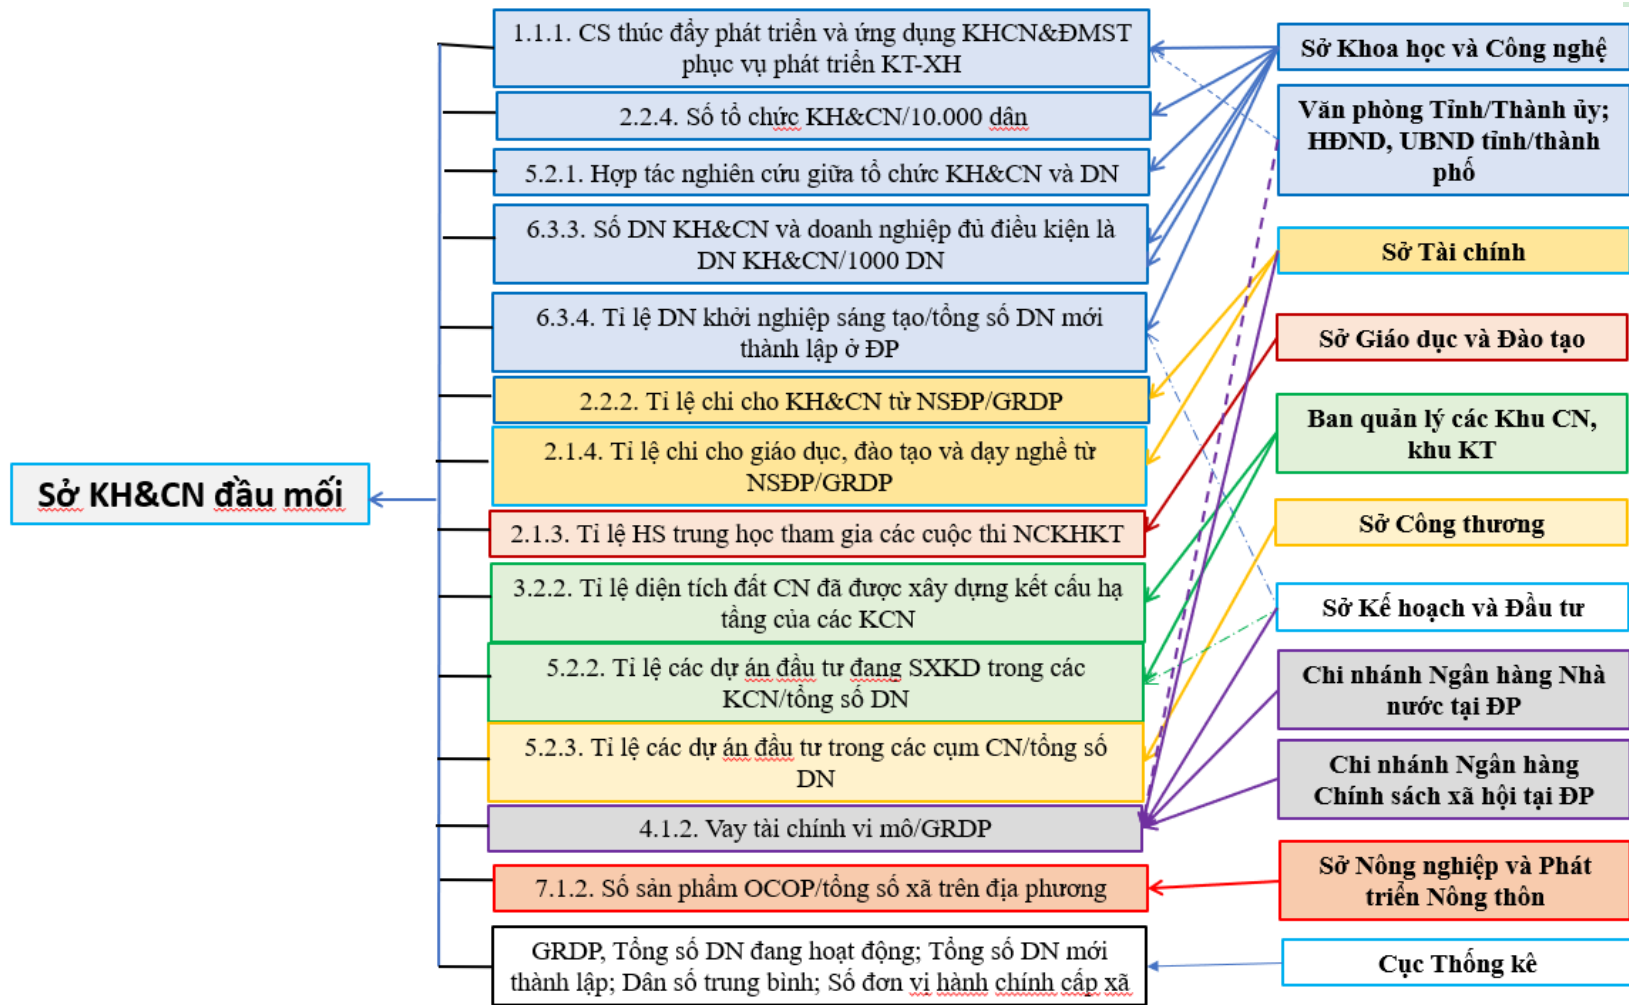 Sở KH&CN đầu mối
1.1.1. CS thúc đẩy phát triển và ứng dụng KHCN&ĐMST
phục vụ phát triển KT-XH
2.2.4. Số tổ chức KH&CN/10.000 dân
5.2.1. Hợp tác nghiên cứu giữa tổ chức KH&CN và DN
6.3.3. Số DN KH&CN và doanh nghiệp đủ điều kiện là
DN KH&CN/1000 DN
6.3.4. Tỉ lệ DN khởi nghiệp sáng tạo/tổng số DN mới
thành lập ở ĐP
2.2.2. Tỉ lệ chi cho KH&CN từ NSĐP/GRDP
2.1.4. Tỉ lệ chi cho giáo dục, đào tạo và dạy nghề từ
NSĐP/GRDP
2.1.3. Tỉ lệ HS trung học tham gia các cuộc thi NCKHKT
3.2.2. Tỉ lệ diện tích đất CN đã được xây dựng kết cấu hạ
tầng của các KCN
5.2.2. Tỉ lệ các dự án đầu tư đang SXKD trong các
KCN/tổng số DN
5.2.3. Tỉ lệ các dự án đầu tư trong các cụm CN/tổng số
DN
4.1.2. Vay tài chính vi mô/GRDP
7.1.2. Số sản phẩm OCOP/tổng số xã trên địa phương
GRDP, Tổng số DN đang hoạt động; Tổng số DN mới
thành lập; Dân số trung bình; Số đơn vị hành chính cấp xã
Sở Khoa học và Công nghệ
Văn phòng Tỉnh/Thành ủy;
HĐND, UBND tỉnh/thành
phố
Sở Tài chính
Sở Giáo dục và Đào tạo
Ban quản lý các Khu CN,
khu KT
Sở Công thương
Sở Kế hoạch và Đầu tư
Chi nhánh Ngân hàng Nhà
nước tại ĐP
Chi nhánh Ngân hàng
Chính sách xã hội tại ĐP
Sở Nông nghiệp và Phát
triển Nông thôn
Cục Thống kê